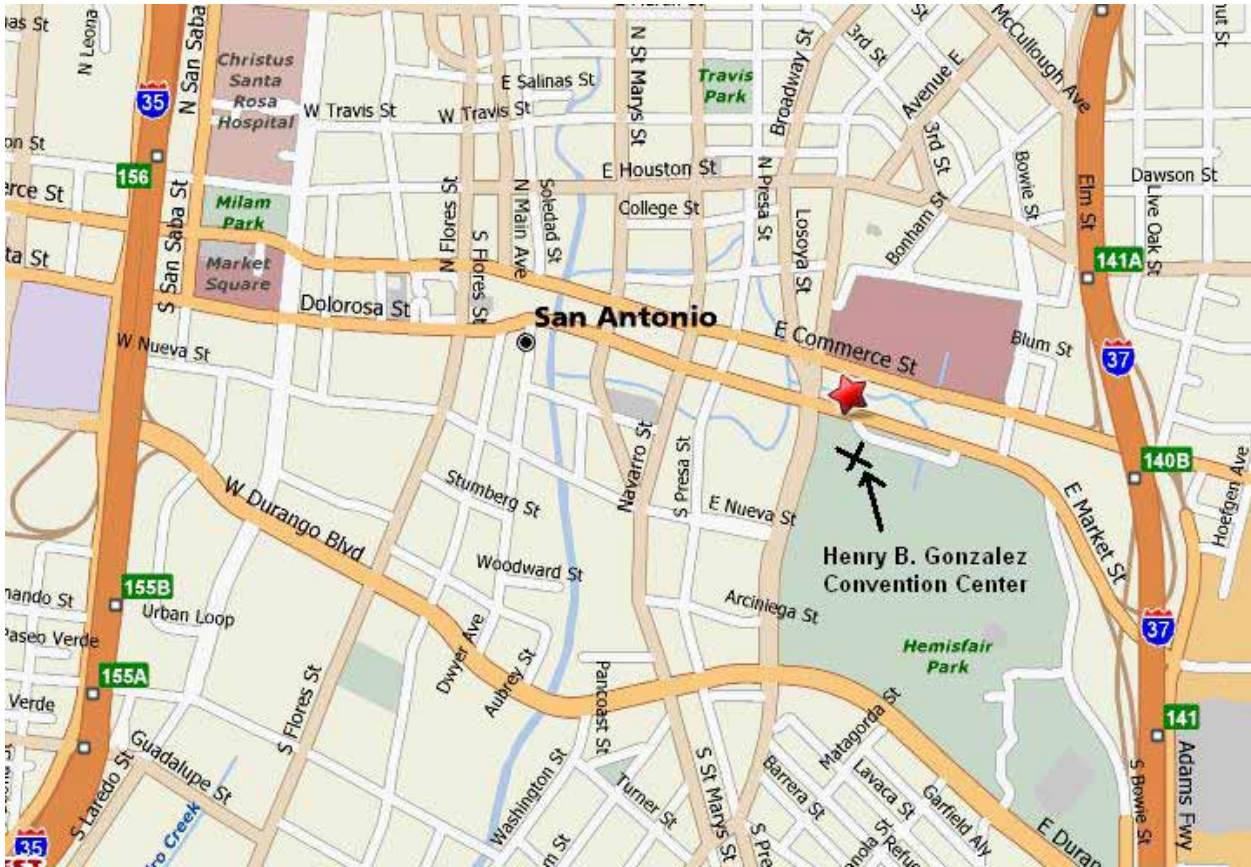 N Leona
35
N San Saba
Christus
Santa
Rosa
Hospital
W Travis St
E Salinas St
W Travis St
N St Marys St
Travis
Park
Broadway St
3rd St
Avenue E
McCullough Ave
3rd St
156
Milam
Park
Market
Square
S San Saba St
N Flores St
S Flores St
N Main Ave
Soledad St
E Houston St
College St
N Presa St
Losoya St
Bonham St
Bowie St
Elm St
Dawson St
Live Oak St
141A
Dolorosa St
San Antonio
E Commerce St
Blum St
37
W Nueva St
W Durango Blvd
Stumberg St
Woodward St
Navarro St
S Presa St
E Nueva St
140B
Hoefgen Ave
E Market St
Henry B. Gonzalez
Convention Center
Arciniega St
Hemisfair
Park
37
155B
Urban Loop
Paseo Verde
155A
Verde
Dwyer Ave
Aubrey St
S Flores St
Pancoast St
Matagorda St
141
Adams Fwy
S Bowie St
Guadalupe St
S Laredo St
Washington St
Turner St
S St Marys St
Barrera St
Lavaca St
Garfield Aly
35